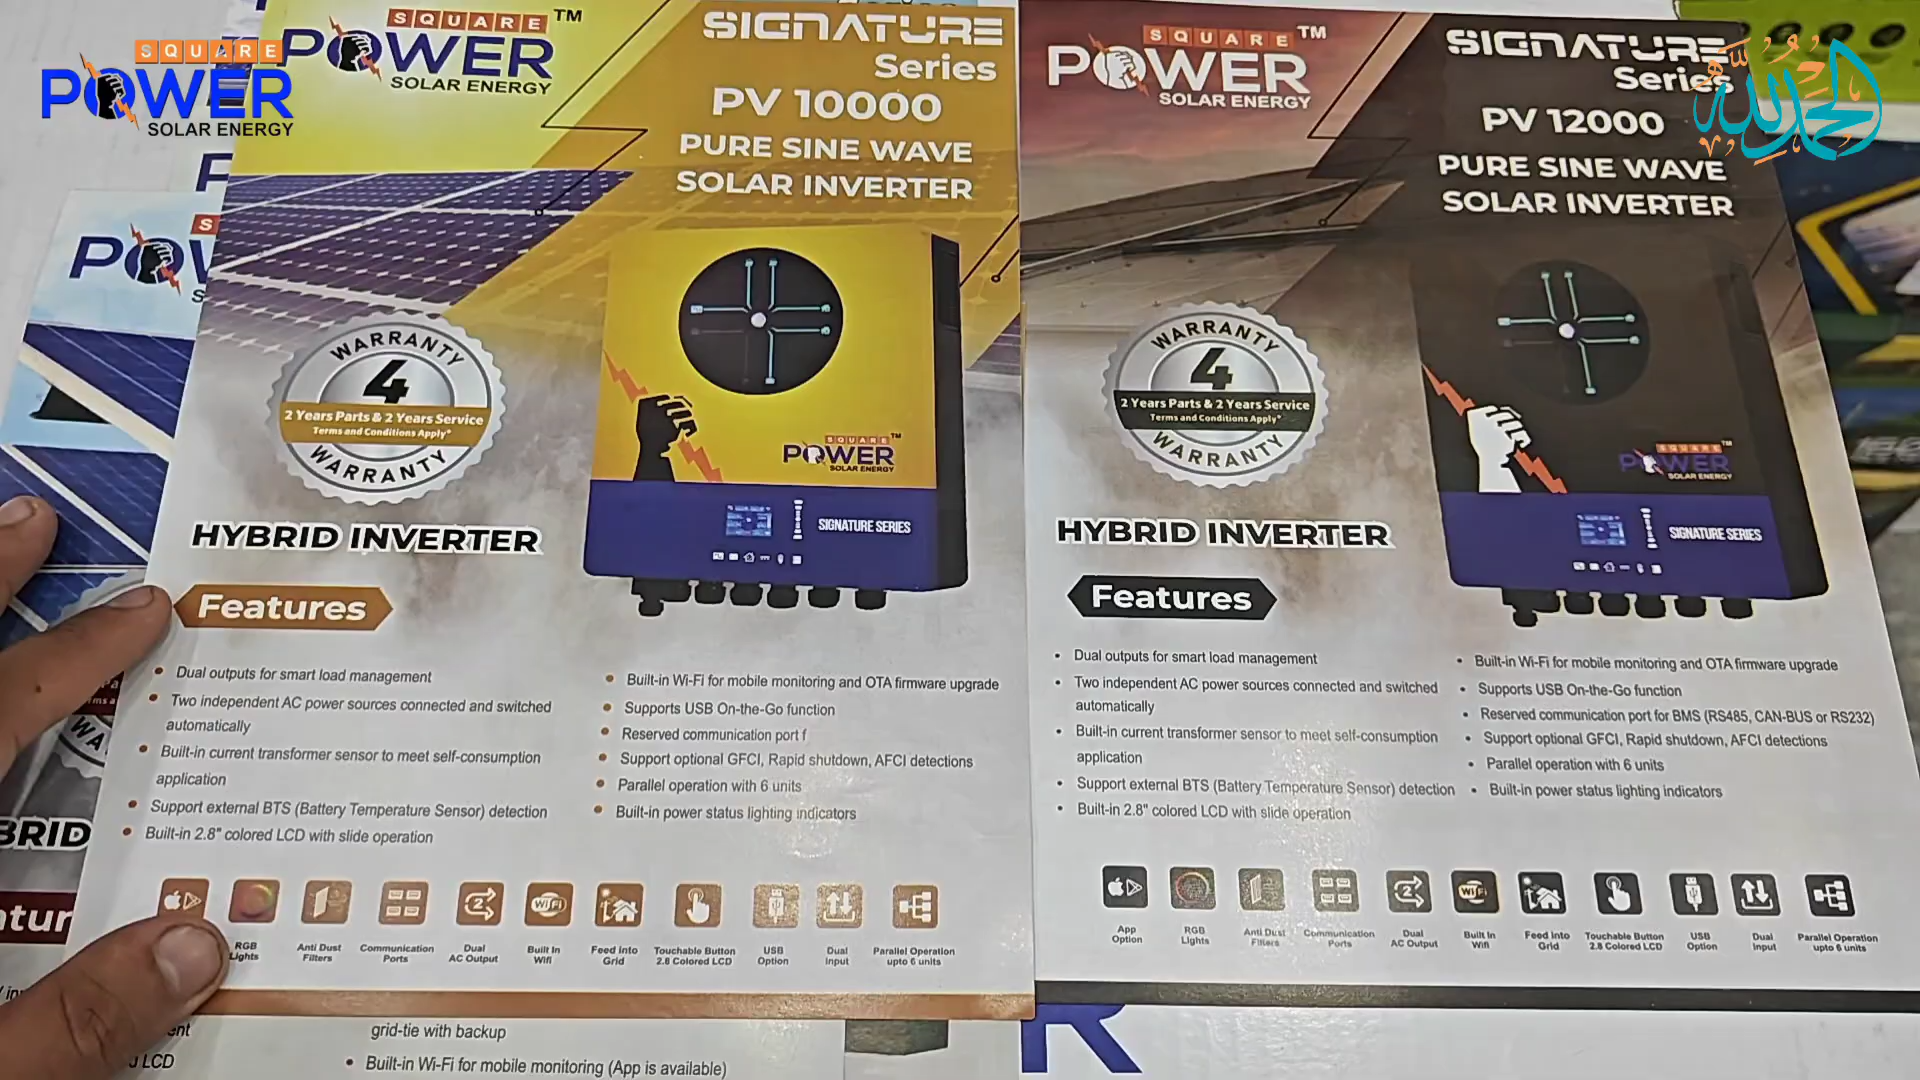 SQUARE
POWER
SOLAR ENERGY
SQUARE TM
POWER
SOLAR ENERGY
SIGNATURE
Series
PV 10000
PURE SINE WAVE
SOLAR INVERTER
WARRANTY
4
2 Years Parts & 2 Years Service
Terms and Conditions Apply*
WARRANTY
SQUARE TM
POWER
SOLAR ENERGY
SIGNATURE SERIES
HYBRID INVERTER
Features
Dual outputs for smart load management
Two independent AC power sources connected and switched
automatically
Built-in current transformer sensor to meet self-consumption
application
Support external BTS (Battery Temperature Sensor) detection
Built-in 2.8" colored LCD with slide operation
Built-in Wi-Fi for mobile monitoring and OTA firmware upgrade
Supports USB On-the-Go function
Reserved communication port f
Support optional GFCI, Rapid shutdown, AFCI detections
Parallel operation with 6 units
Built-in power status lighting indicators
RGB
Lights
Anti Dust
Filters
Communication
Ports
Dual
AC Output
Built In
Wifi
Feed into
Grid
Touchable Button
2.8 Colored LCD
USB
Option
Dual
Input
Parallel Operation
upto 6 units
SQUARE TM
POWER
SOLAR ENERGY
SIGNATURE
Series
PV 12000
PURE SINE WAVE
SOLAR INVERTER
الحمد لله
WARRANTY
4
2 Years Parts & 2 Years Service
Terms and Conditions Apply*
WARRANTY
SQUARE TM
POWER
SOLAR ENERGY
SIGNATURE SERIES
HYBRID INVERTER
Features
Dual outputs for smart load management
Two independent AC power sources connected and switched
automatically
Built-in current transformer sensor to meet self-consumption
application
Support external BTS (Battery Temperature Sensor) detection
Built-in 2.8" colored LCD with slide operation
Built-in Wi-Fi for mobile monitoring and OTA firmware upgrade
Supports USB On-the-Go function
Reserved communication port for BMS (RS485, CAN-BUS or RS232)
Support optional GFCI, Rapid shutdown, AFCI detections
Parallel operation with 6 units
Built-in power status lighting indicators
App
Option
RGB
Lights
Anti Dust
Filters
Communication
Ports
Dual
AC Output
Built In
Wifi
Feed Into
Grid
Touchable Button
2.8 Colored LCD
USB
Option
Dual
Input
Parallel Operation
upto 6 units
BRID
atur
LCD
grid-tie with backup
Built-in Wi-Fi for mobile monitoring (App is available)